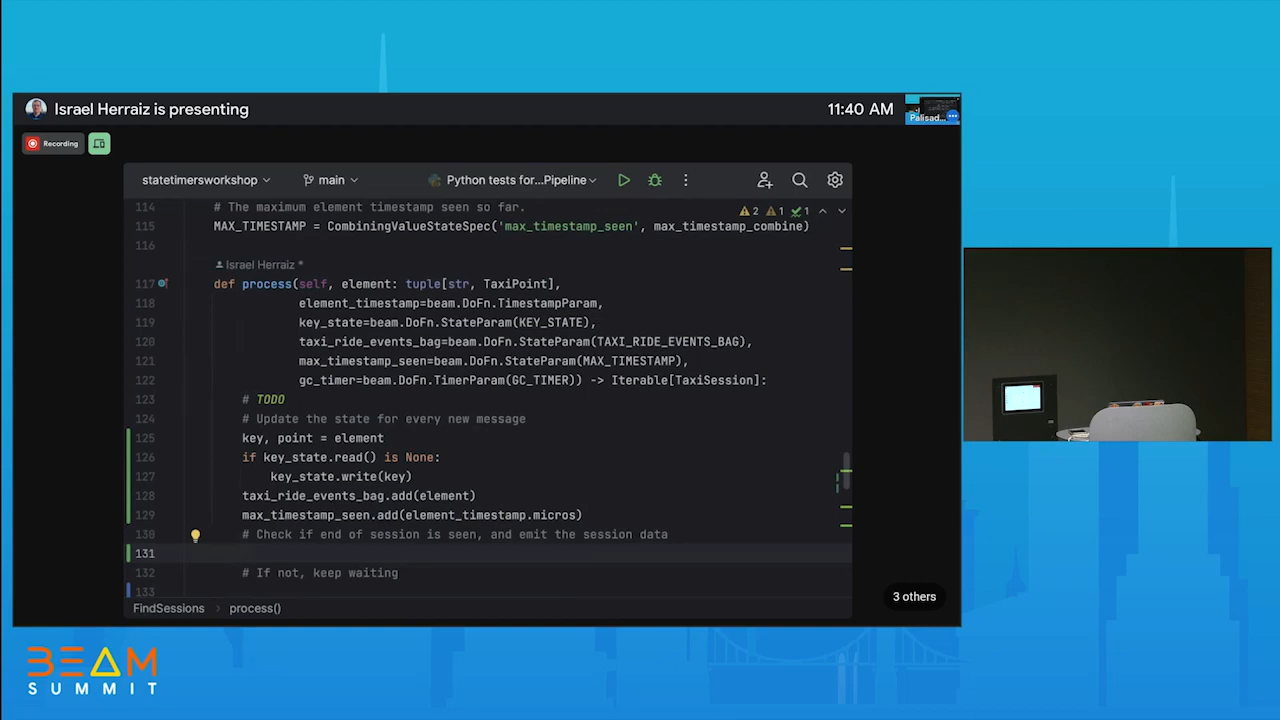 Israel Herraiz is presenting
11:40 AM
Palisad...
Recording
statetimersworkshop
main
Python tests for...Pipeline
2 1 1
114 # The maximum element timestamp seen so far.
115 MAX_TIMESTAMP = CombiningValueStateSpec('max_timestamp_seen', max_timestamp_combine)
116
Israel Herraiz *
117 def process(self, element: tuple[str, TaxiPoint],
118 element_timestamp=beam.DoFn.TimestampParam,
119 key_state=beam.DoFn.StateParam(KEY_STATE),
120 taxi_ride_events_bag=beam.DoFn.StateParam(TAXI_RIDE_EVENTS_BAG),
121 max_timestamp_seen=beam.DoFn.StateParam(MAX_TIMESTAMP),
122 gc_timer=beam.DoFn.TimerParam(GC_TIMER)) -> Iterable[TaxiSession]:
123 # TODO
124 # Update the state for every new message
125 key, point = element
126 if key_state.read() is None:
127 key_state.write(key)
128 taxi_ride_events_bag.add(element)
129 max_timestamp_seen.add(element_timestamp.micros)
130 # Check if end of session is seen, and emit the session data
131
132 # If not, keep waiting
133
FindSessions > process()
3 others
BEAM
SUMMIT